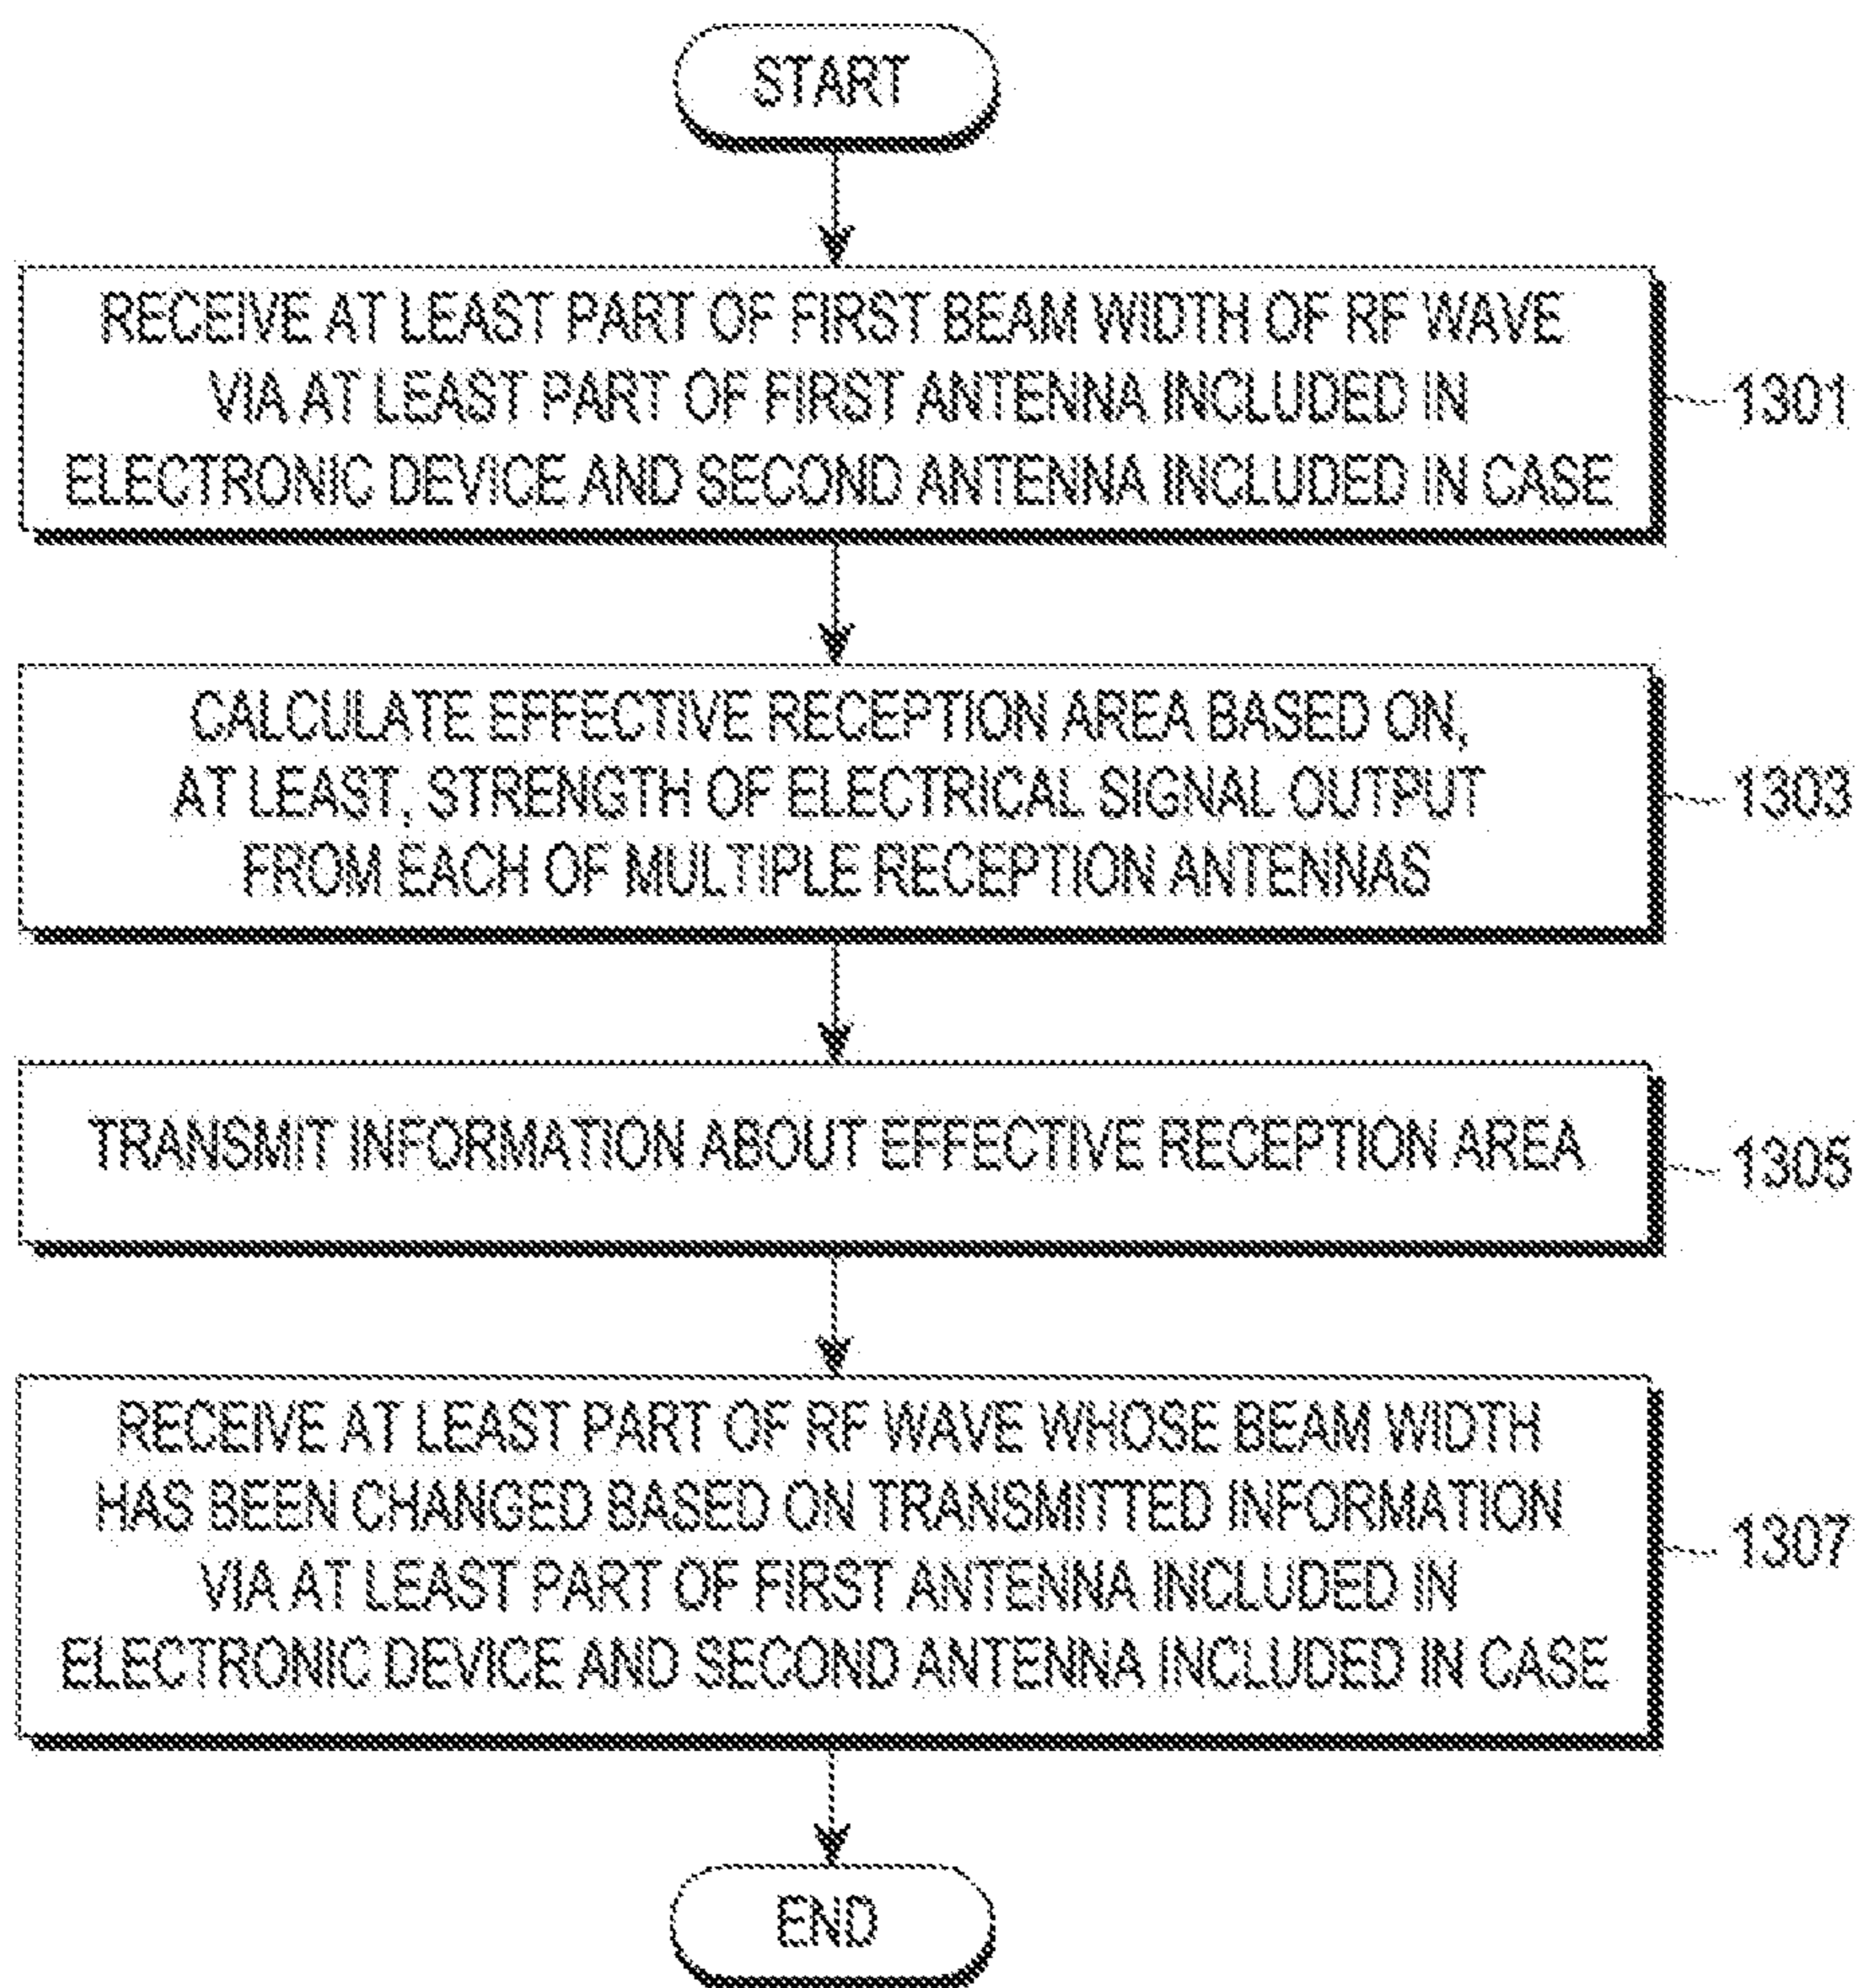 START
RECEIVE AT LEAST PART OF FIRST BEAM WIDTH OF RF WAVE
VIA AT LEAST PART OF FIRST ANTENNA INCLUDED IN
ELECTRONIC DEVICE AND SECOND ANTENNA INCLUDED IN CASE
1301
CALCULATE EFFECTIVE RECEPTION AREA BASED ON,
AT LEAST, STRENGTH OF ELECTRICAL SIGNAL OUTPUT
FROM EACH OF MULTIPLE RECEPTION ANTENNAS
1303
TRANSMIT INFORMATION ABOUT EFFECTIVE RECEPTION AREA
1305
RECEIVE AT LEAST PART OF RF WAVE WHOSE BEAM WIDTH
HAS BEEN CHANGED BASED ON TRANSMITTED INFORMATION
VIA AT LEAST PART OF FIRST ANTENNA INCLUDED IN
ELECTRONIC DEVICE AND SECOND ANTENNA INCLUDED IN CASE
1307
END